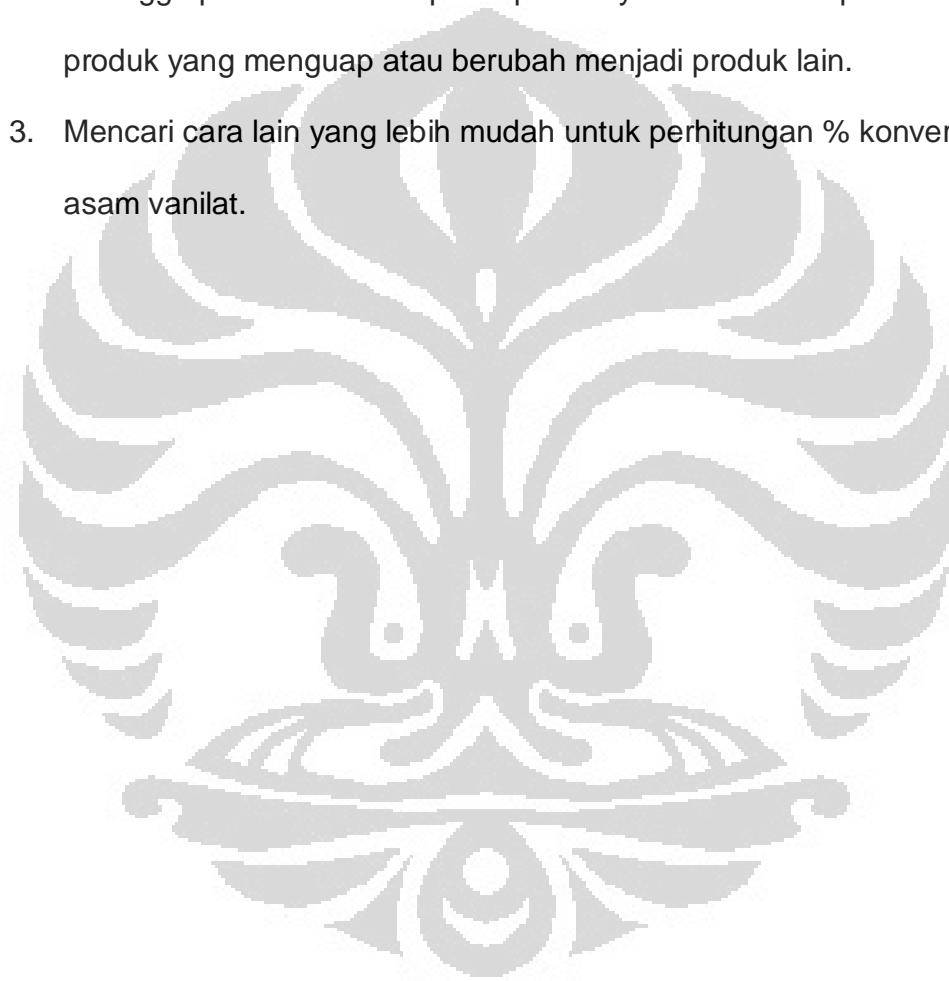 produk yang menguap atau berubah menjadi produk lain.
3. Mencari cara lain yang lebih mudah untuk perhitungan % konver
asam vanilat.